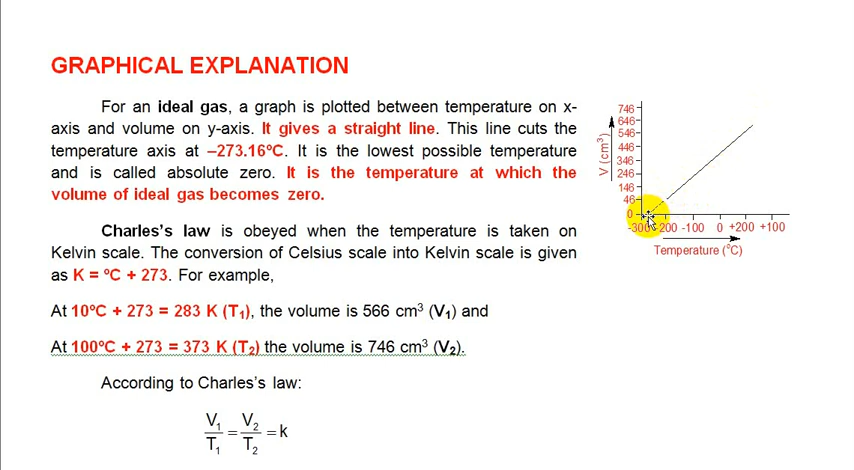 GRAPHICAL EXPLANATION
For an ideal gas, a graph is plotted between temperature on x-
axis and volume on y-axis. It gives a straight line. This line cuts the
temperature axis at –273.16ºC. It is the lowest possible temperature
and is called absolute zero. It is the temperature at which the
volume of ideal gas becomes zero.
Charles's law is obeyed when the temperature is taken on
Kelvin scale. The conversion of Celsius scale into Kelvin scale is given
as K = ºC + 273. For example,
At 10ºC + 273 = 283 K (T₁), the volume is 566 cm³ (V₁) and
At 100ºC + 273 = 373 K (T₂) the volume is 746 cm³ (V₂).
According to Charles's law:
V₁/T₁ = V₂/T₂ = k
746
646
546
446
346
246
146
46
0
V (cm³)
-300 -200 -100 0 +200 +100
Temperature (°C)